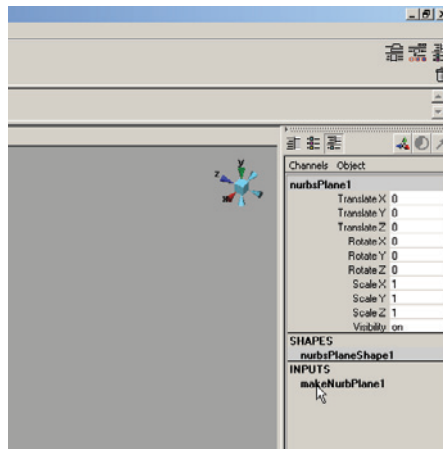 Channels Object
nurbsPlane1
Translate X 0
Translate Y 0
Translate Z 0
Rotate X 0
Rotate Y 0
Rotate Z 0
Scale X 1
Scale Y 1
Scale Z 1
Visibility on
SHAPES
nurbsPlaneShape1
INPUTS
makeNurbPlane1
y
z
x